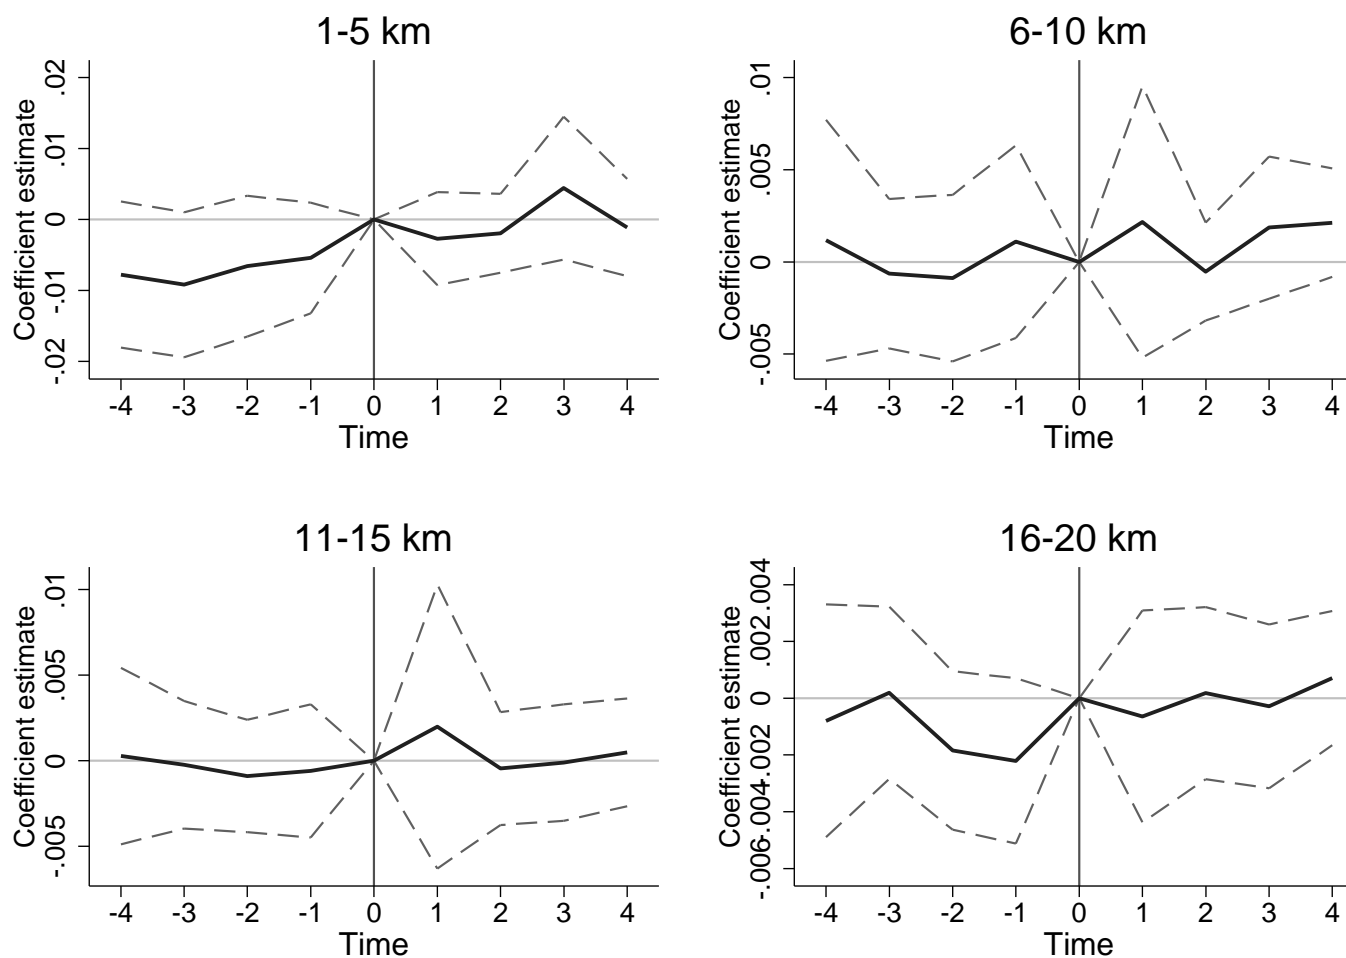 1-5 km
Coefficient estimate
.02
.01
0
-.01
-.02
-4 -3 -2 -1 0 1 2 3 4
Time
6-10 km
Coefficient estimate
.01
.005
0
-.005
-4 -3 -2 -1 0 1 2 3 4
Time
11-15 km
Coefficient estimate
.01
.005
0
-.005
-4 -3 -2 -1 0 1 2 3 4
Time
16-20 km
Coefficient estimate
.004
.002
0
-.002
-.004
-.006
-4 -3 -2 -1 0 1 2 3 4
Time